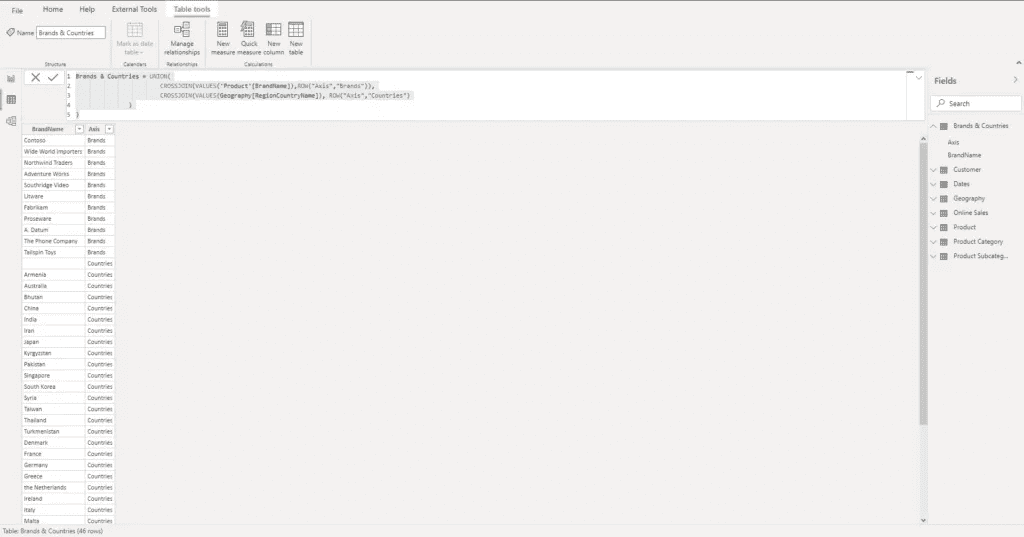 File Home Help External Tools Table tools
Name Brands & Countries
Mark as date table
Manage relationships
New measure
Quick measure
New column
New table
Structure Calendars Relationships Calculations
1 Brands & Countries = UNION(
2 CROSSJOIN(VALUES('Product'[BrandName]),ROW("Axis","Brands")),
3 CROSSJOIN(VALUES(Geography[RegionCountryName]), ROW("Axis","Countries")
4 )
5 )
BrandName Axis
Contoso Brands
Wide World Importers Brands
Northwind Traders Brands
Adventure Works Brands
Southridge Video Brands
Litware Brands
Fabrikam Brands
Proseware Brands
A. Datum Brands
The Phone Company Brands
Tailspin Toys Brands
Countries
Armenia Countries
Australia Countries
Bhutan Countries
China Countries
India Countries
Iran Countries
Japan Countries
Kyrgyzstan Countries
Pakistan Countries
Singapore Countries
South Korea Countries
Syria Countries
Taiwan Countries
Thailand Countries
Turkmenistan Countries
Denmark Countries
France Countries
Germany Countries
Greece Countries
the Netherlands Countries
Ireland Countries
Italy Countries
Malta Countries
Table: Brands & Countries (46 rows)
Fields
Search
Brands & Countries
Axis
BrandName
Customer
Dates
Geography
Online Sales
Product
Product Category
Product Subcateg...